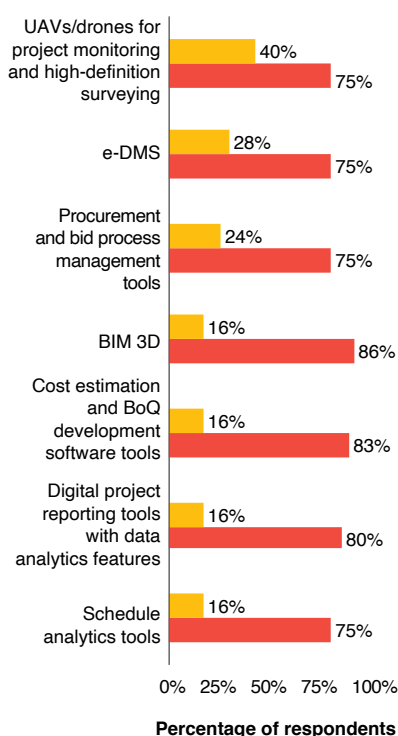 UAVs/drones for
project monitoring
and high-definition
surveying
40%
75%
e-DMS
28%
75%
Procurement
and bid process
management
tools
24%
75%
BIM 3D
16%
86%
Cost estimation
and BoQ
development
software tools
16%
83%
Digital project
reporting tools
with data
analytics features
16%
80%
Schedule
analytics tools
16%
75%
0% 25% 50% 75% 100%
Percentage of respondents